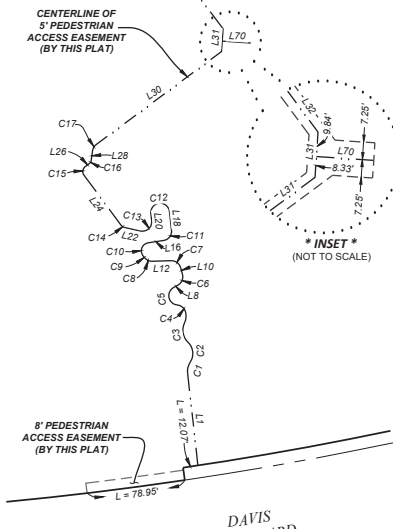 CENTERLINE OF
5' PEDESTRIAN
ACCESS EASEMENT
(BY THIS PLAT)
L31
L70
L30
L32
9.84'
7.25'
L31
L70
8.33'
L31
7.25'
* INSET *
(NOT TO SCALE)
C17
L26
L28
C16
C15
L24
C12
C13
L20
L18
C14
L22
C11
C10
L16
C7
C9
L12
L10
C8
C6
C5
L8
C4
C3
C2
C1
L1
L = 12.07'
8' PEDESTRIAN
ACCESS EASEMENT
(BY THIS PLAT)
L = 78.95'
DAVIS